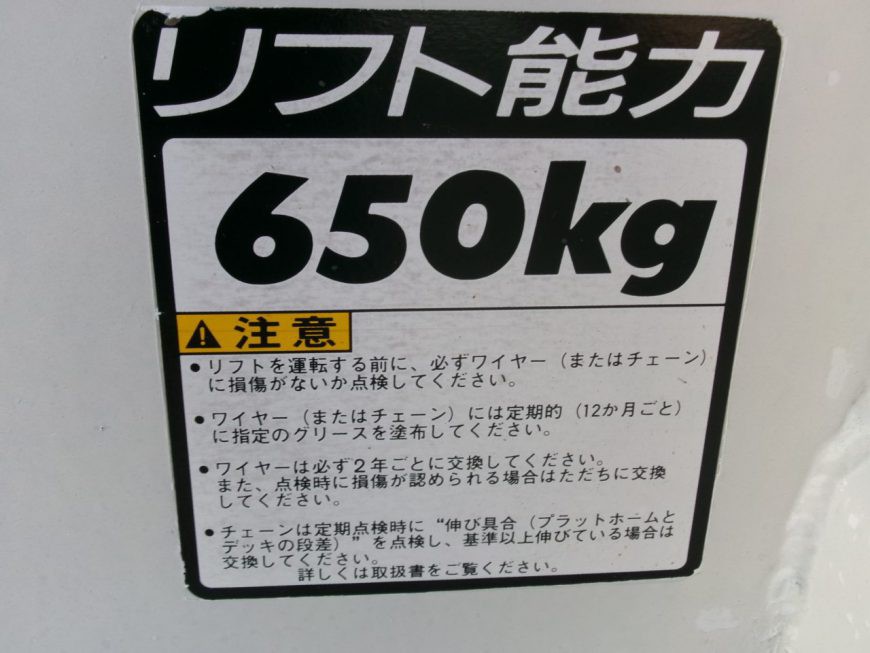 リフト能力
650kg
注意
●リフトを運転する前に、必ずワイヤー(またはチェーン)
に損傷がないか点検してください。
●ワイヤー(またはチェーン)には定期的(12か月ごと)
に指定のグリースを塗布してください。
●ワイヤーは必ず2年ごとに交換してください。
また、点検時に損傷が認められる場合はただちに交換
してください。
●チェーンは定期点検時に“伸び具合(プラットホームと
デッキの段差)”を点検し、基準以上伸びている場合は
交換してください。
詳しくは取扱書をご覧ください。